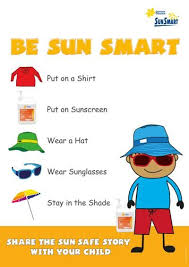 SunSmart
BE SUN SMART
Put on a Shirt
Put on Sunscreen
Wear a Hat
Wear Sunglasses
Stay in the Shade
SHARE THE SUN SAFE STORY
WITH YOUR CHILD